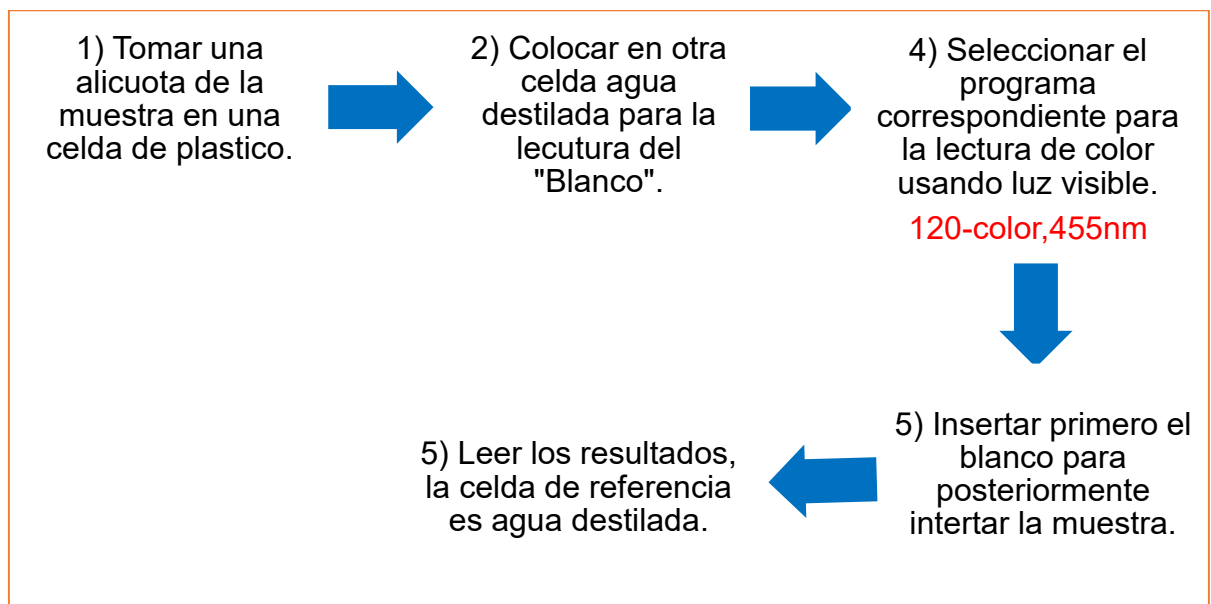 1) Tomar una
alicuota de la
muestra en una
celda de plastico.
2) Colocar en otra
celda agua
destilada para la
lecutura del
"Blanco".
4) Seleccionar el
programa
correspondiente para
la lectura de color
usando luz visible.
120-color,455nm
5) Insertar primero el
blanco para
posteriormente
intertar la muestra.
5) Leer los resultados,
la celda de referencia
es agua destilada.